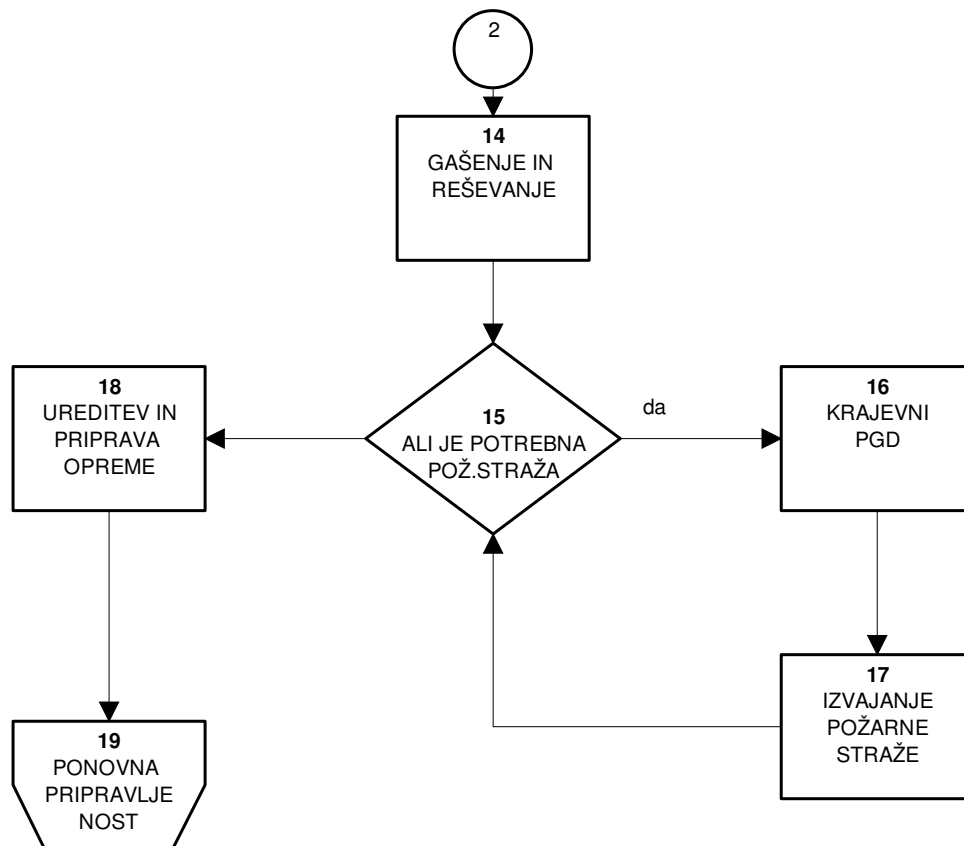 2
14
GAŠENJE IN
REŠEVANJE
15
ALI JE POTREBNA
POŽ.STRAŽA
da
16
KRAJEVNI
PGD
17
IZVAJANJE
POŽARNE
STRAŽE
18
UREDITEV IN
PRIPRAVA
OPREME
19
PONOVNA
PRIPRAVLJE
NOST